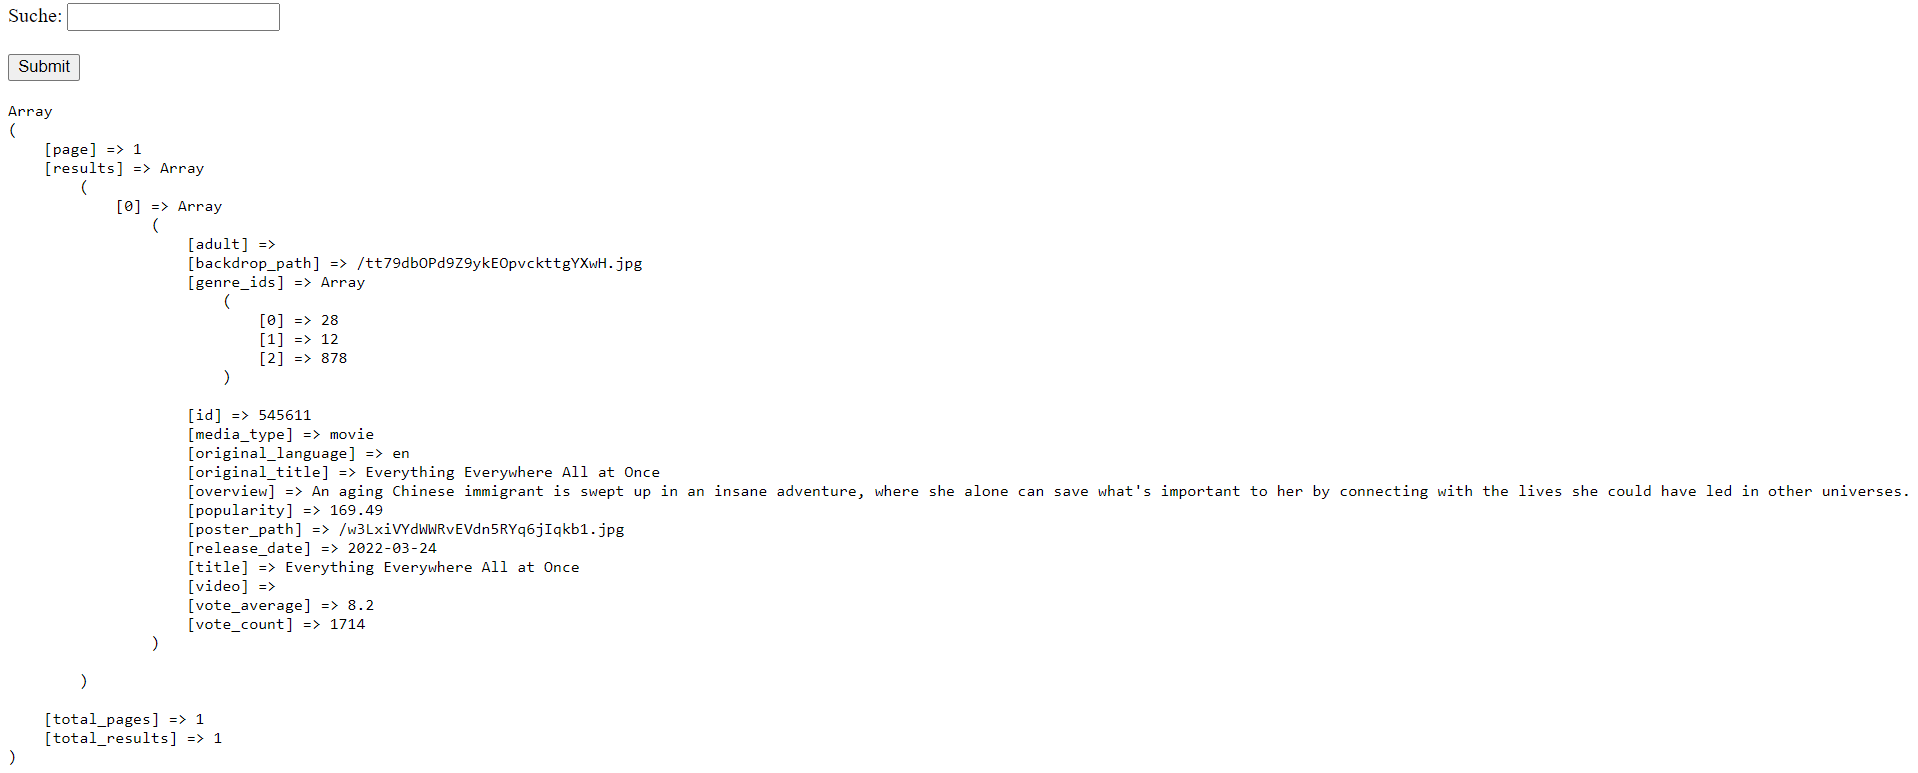 Suche:
Submit
Array
(
    [page] => 1
    [results] => Array
        (
            [0] => Array
                (
                    [adult] =>
                    [backdrop_path] => /tt79dbOPd9Z9ykEOpvckttgYXwH.jpg
                    [genre_ids] => Array
                        (
                            [0] => 28
                            [1] => 12
                            [2] => 878
                        )

                    [id] => 545611
                    [media_type] => movie
                    [original_language] => en
                    [original_title] => Everything Everywhere All at Once
                    [overview] => An aging Chinese immigrant is swept up in an insane adventure, where she alone can save what's important to her by connecting with the lives she could have led in other universes.
                    [popularity] => 169.49
                    [poster_path] => /w3LxiVYdWWRvEVdn5RYq6jIqkb1.jpg
                    [release_date] => 2022-03-24
                    [title] => Everything Everywhere All at Once
                    [video] =>
                    [vote_average] => 8.2
                    [vote_count] => 1714
                )

        )

    [total_pages] => 1
    [total_results] => 1
)